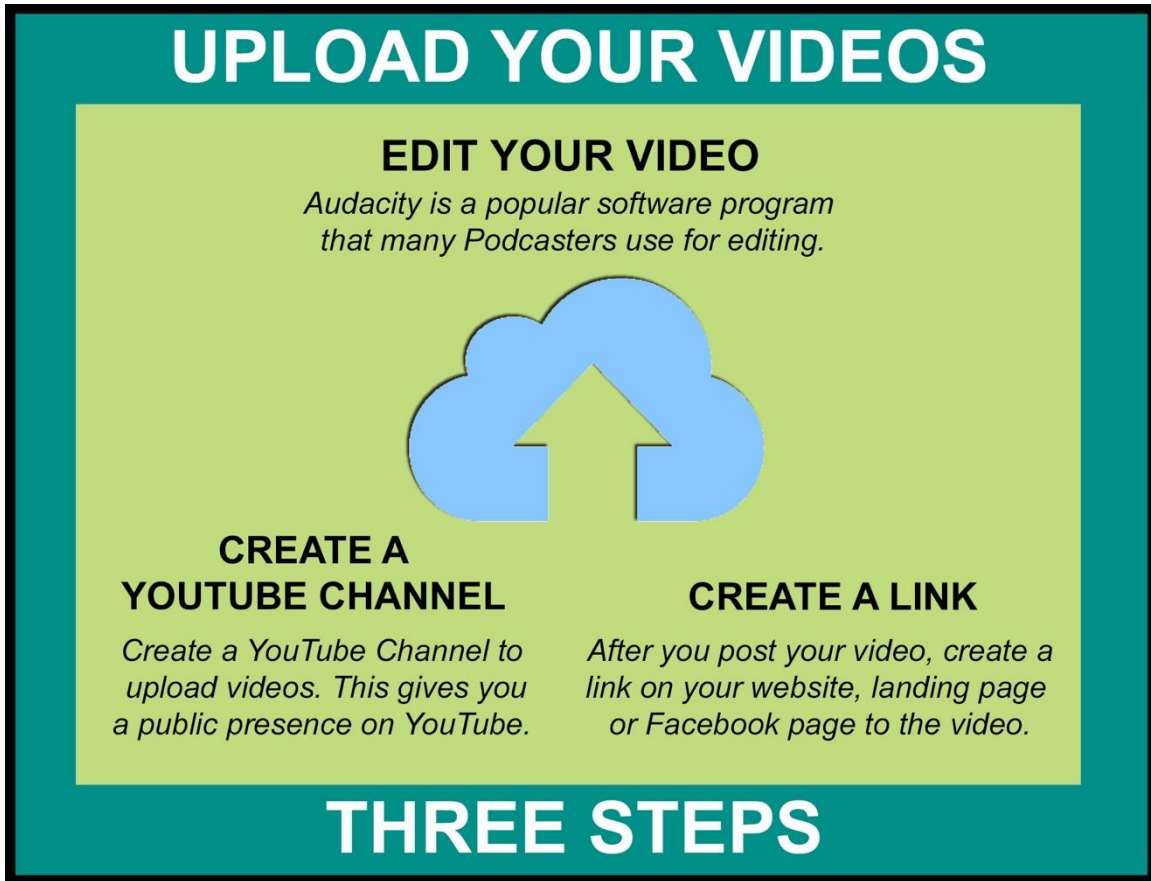 UPLOAD YOUR VIDEOS
EDIT YOUR VIDEO
Audacity is a popular software program
that many Podcasters use for editing.
CREATE A
YOUTUBE CHANNEL
Create a YouTube Channel to
upload videos. This gives you
a public presence on YouTube.
CREATE A LINK
After you post your video, create a
link on your website, landing page
or Facebook page to the video.
THREE STEPS